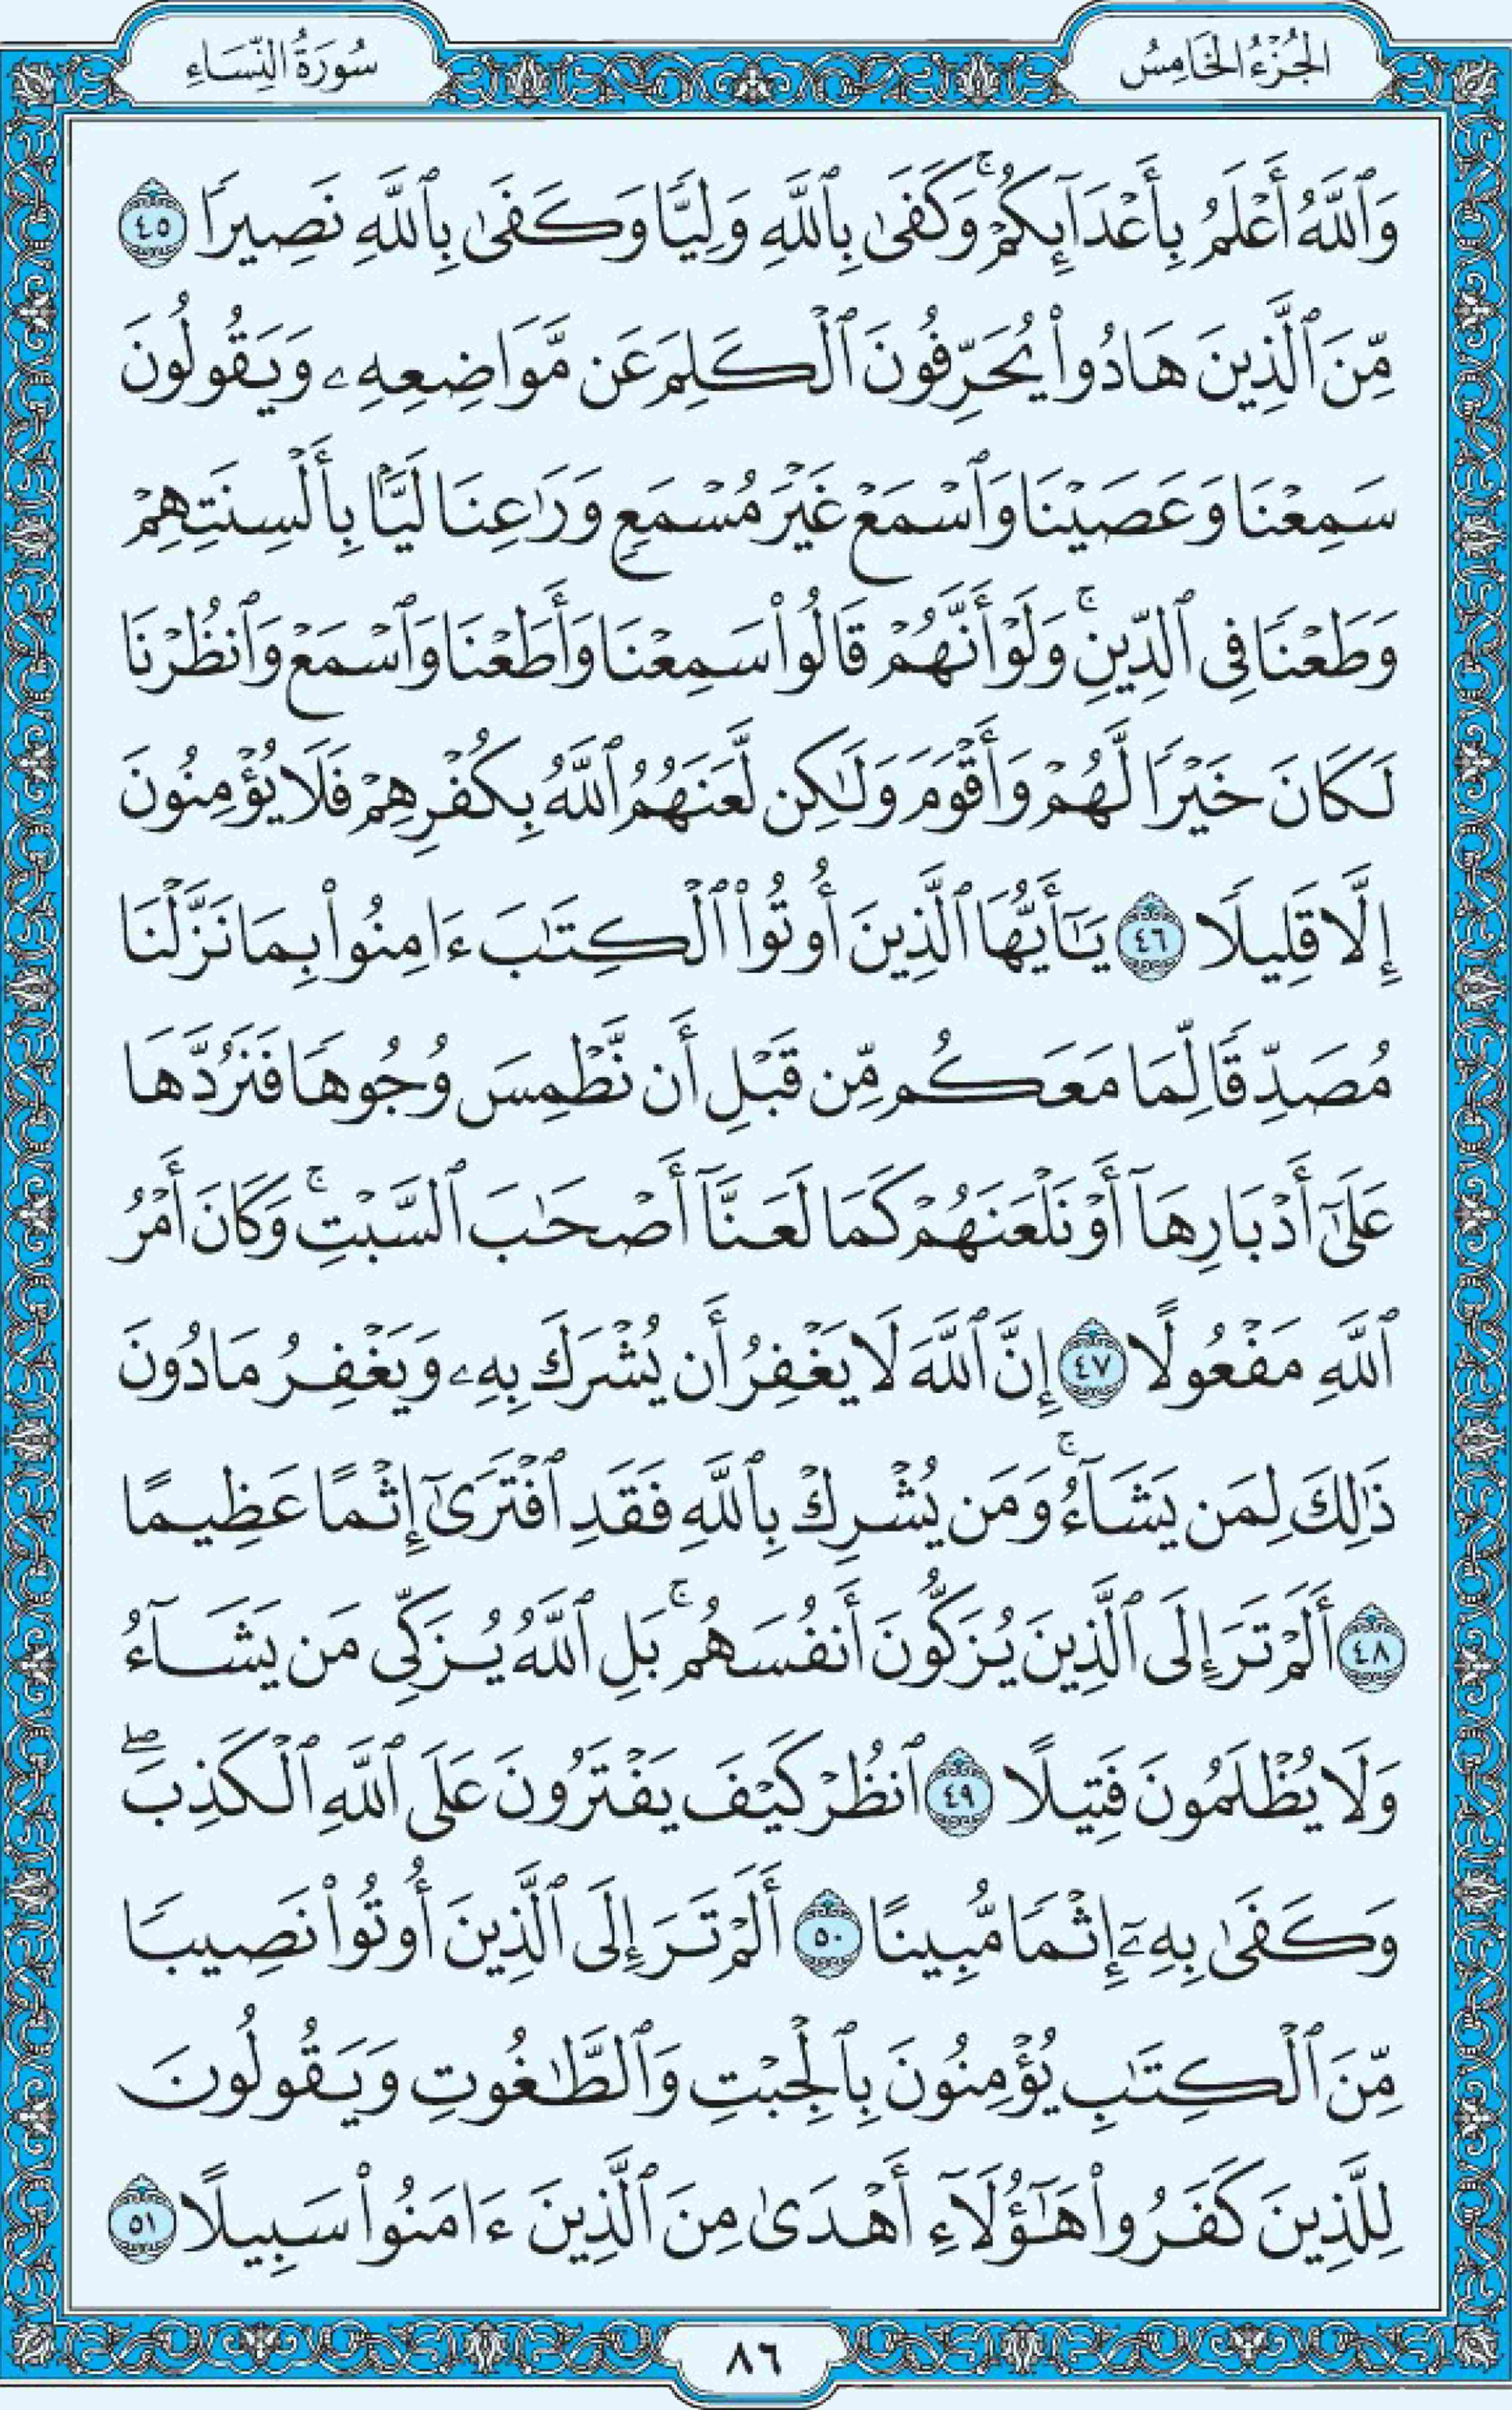 الجُزْءُ الخَامِسُ
سُورَةُ النِّسَاءِ
وَٱللَّهُ أَعْلَمُ بِأَعْدَآئِكُمْۚ وَكَفَىٰ بِٱللَّهِ وَلِيًّا وَكَفَىٰ بِٱللَّهِ نَصِيرًا ٤٥
مِّنَ ٱلَّذِينَ هَادُوا۟ يُحَرِّفُونَ ٱلْكَلِمَ عَن مَّوَاضِعِهِۦ وَيَقُولُونَ
سَمِعْنَا وَعَصَيْنَا وَٱسْمَعْ غَيْرَ مُسْمَعٍ وَرَٰعِنَا لَيًّۢا بِأَلْسِنَتِهِمْ
وَطَعْنًا فِى ٱلدِّينِۚ وَلَوْ أَنَّهُمْ قَالُوا۟ سَمِعْنَا وَأَطَعْنَا وَٱسْمَعْ وَٱنظُرْنَا
لَكَانَ خَيْرًا لَّهُمْ وَأَقْوَمَ وَلَٰكِن لَّعَنَهُمُ ٱللَّهُ بِكُفْرِهِمْ فَلَا يُؤْمِنُونَ
إِلَّا قَلِيلًا ٤٦ يَٰٓأَيُّهَا ٱلَّذِينَ أُوتُوا۟ ٱلْكِتَٰبَ ءَامِنُوا۟ بِمَا نَزَّلْنَا
مُصَدِّقًا لِّمَا مَعَكُم مِّن قَبْلِ أَن نَّطْمِسَ وُجُوهًا فَنَرُدَّهَا
عَلَىٰٓ أَدْبَارِهَآ أَوْ نَلْعَنَهُمْ كَمَا لَعَنَّآ أَصْحَٰبَ ٱلسَّبْتِۚ وَكَانَ أَمْرُ
ٱللَّهِ مَفْعُولًا ٤٧ إِنَّ ٱللَّهَ لَا يَغْفِرُ أَن يُشْرَكَ بِهِۦ وَيَغْفِرُ مَا دُونَ
ذَٰلِكَ لِمَن يَشَآءُۚ وَمَن يُشْرِكْ بِٱللَّهِ فَقَدِ ٱفْتَرَىٰٓ إِثْمًا عَظِيمًا
٤٨ أَلَمْ تَرَ إِلَى ٱلَّذِينَ يُزَكُّونَ أَنفُسَهُمۚ بَلِ ٱللَّهُ يُزَكِّى مَن يَشَآءُ
وَلَا يُظْلَمُونَ فَتِيلًا ٤٩ ٱنظُرْ كَيْفَ يَفْتَرُونَ عَلَى ٱللَّهِ ٱلْكَذِبَۖ
وَكَفَىٰ بِهِۦٓ إِثْمًا مُّبِينًا ٥٠ أَلَمْ تَرَ إِلَى ٱلَّذِينَ أُوتُوا۟ نَصِيبًا
مِّنَ ٱلْكِتَٰبِ يُؤْمِنُونَ بِٱلْجِبْتِ وَٱلطَّٰغُوتِ وَيَقُولُونَ
لِلَّذِينَ كَفَرُوا۟ هَٰٓؤُلَآءِ أَهْدَىٰ مِنَ ٱلَّذِينَ ءَامَنُوا۟ سَبِيلًا ٥١
٨٦